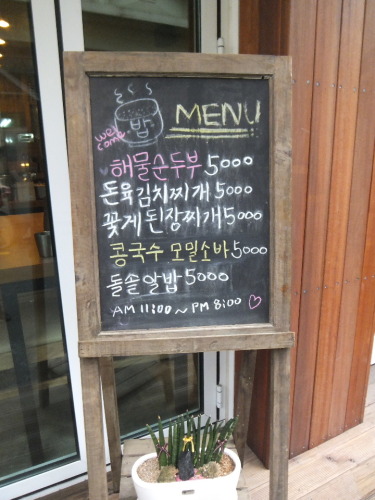 wel
come
밥
MENU
해물순두부 5000
돈육김치찌개 5000
꽃게된장찌개 5000
콩국수 모밀소바 5000
돌솥알밥 5000
AM 11:00 ~ PM 8:00 ♡